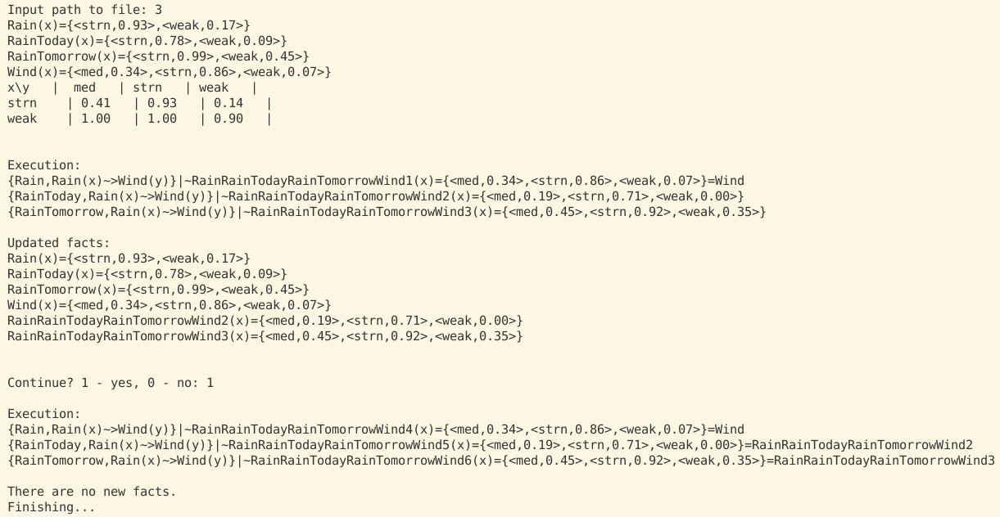 Input path to file: 3
Rain(x)={<strn,0.93>,<weak,0.17>}
RainToday(x)={<strn,0.78>,<weak,0.09>}
RainTomorrow(x)={<strn,0.99>,<weak,0.45>}
Wind(x)={<med,0.34>,<strn,0.86>,<weak,0.07>}
x\y   |  med   | strn   | weak   |
strn    | 0.41   | 0.93   | 0.14   |
weak    | 1.00   | 1.00   | 0.90   |
Execution:
{Rain,Rain(x)~>Wind(y)}|~RainRainTodayRainTomorrowWind1(x)={<med,0.34>,<strn,0.86>,<weak,0.07>}=Wind
{RainToday,Rain(x)~>Wind(y)}|~RainRainTodayRainTomorrowWind2(x)={<med,0.19>,<strn,0.71>,<weak,0.00>}
{RainTomorrow,Rain(x)~>Wind(y)}|~RainRainTodayRainTomorrowWind3(x)={<med,0.45>,<strn,0.92>,<weak,0.35>}
Updated facts:
Rain(x)={<strn,0.93>,<weak,0.17>}
RainToday(x)={<strn,0.78>,<weak,0.09>}
RainTomorrow(x)={<strn,0.99>,<weak,0.45>}
Wind(x)={<med,0.34>,<strn,0.86>,<weak,0.07>}
RainRainTodayRainTomorrowWind2(x)={<med,0.19>,<strn,0.71>,<weak,0.00>}
RainRainTodayRainTomorrowWind3(x)={<med,0.45>,<strn,0.92>,<weak,0.35>}
Continue? 1 - yes, 0 - no: 1
Execution:
{Rain,Rain(x)~>Wind(y)}|~RainRainTodayRainTomorrowWind4(x)={<med,0.34>,<strn,0.86>,<weak,0.07>}=Wind
{RainToday,Rain(x)~>Wind(y)}|~RainRainTodayRainTomorrowWind5(x)={<med,0.19>,<strn,0.71>,<weak,0.00>}=RainRainTodayRainTomorrowWind2
{RainTomorrow,Rain(x)~>Wind(y)}|~RainRainTodayRainTomorrowWind6(x)={<med,0.45>,<strn,0.92>,<weak,0.35>}=RainRainTodayRainTomorrowWind3
There are no new facts.
Finishing...